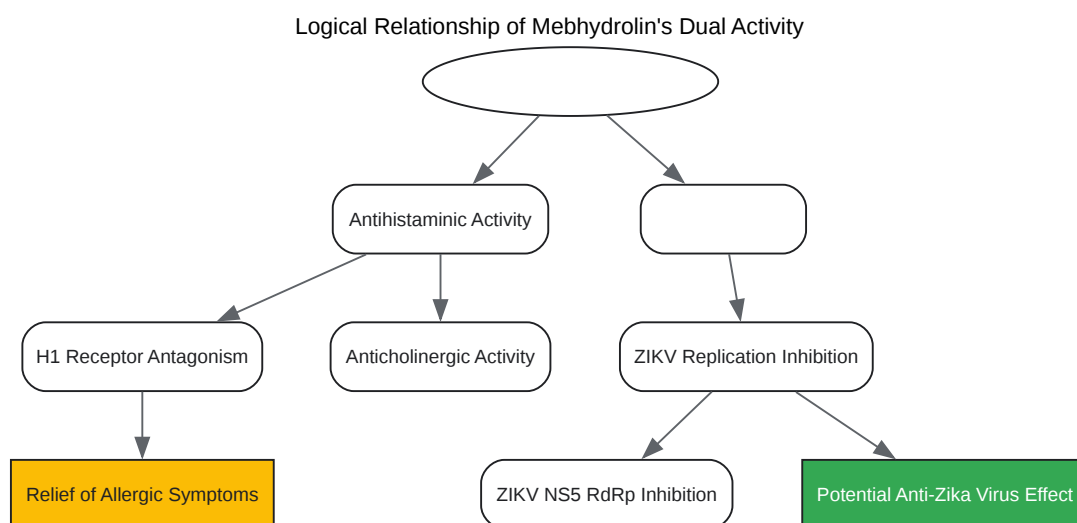 Logical Relationship of Mebhydrolin's Dual Activity
Antihistaminic Activity
H1 Receptor Antagonism
Anticholinergic Activity
ZIKV Replication Inhibition
Relief of Allergic Symptoms
ZIKV NS5 RdRp Inhibition
Potential Anti-Zika Virus Effect